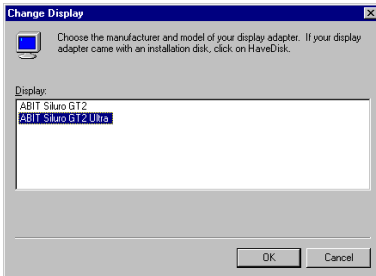 Change Display
Choose the manufacturer and model of your display adapter. If your display
adapter came with an installation disk, click on HaveDisk.
Display:
ABIT Siluro GT2
ABIT Siluro GT2 Ultra
OK
Cancel